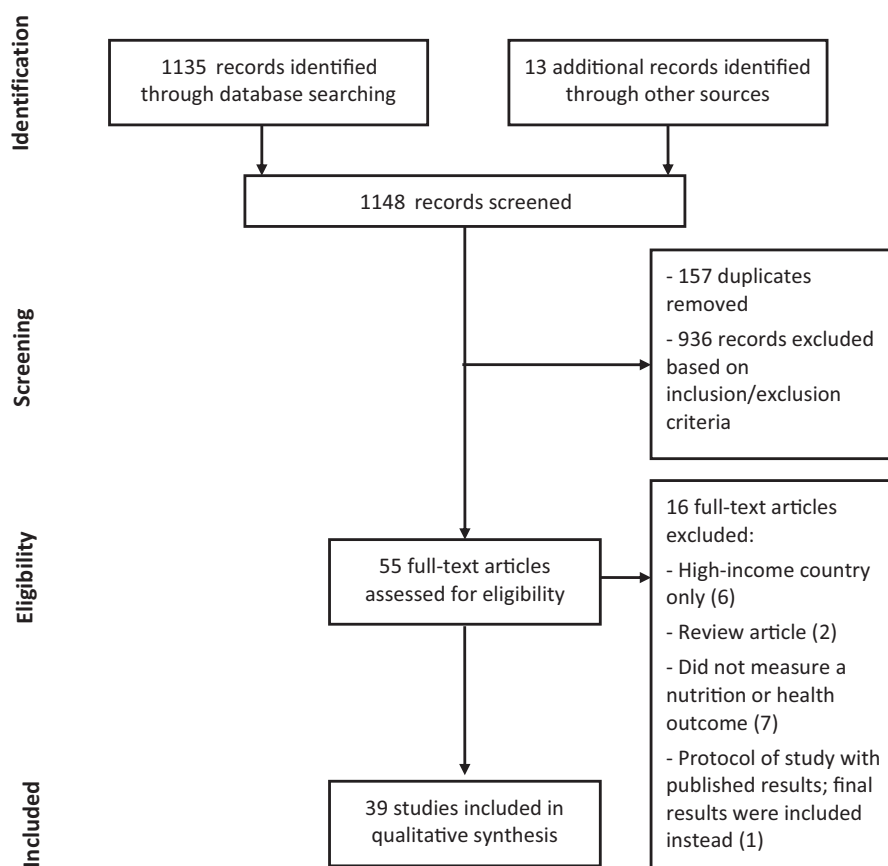 Identification
1135 records identified
through database searching
13 additional records identified
through other sources
1148 records screened
Screening
- 157 duplicates
removed
- 936 records excluded
based on
inclusion/exclusion
criteria
Eligibility
55 full-text articles
assessed for eligibility
16 full-text articles
excluded:
- High-income country
only (6)
- Review article (2)
- Did not measure a
nutrition or health
outcome (7)
- Protocol of study with
published results; final
results were included
instead (1)
Included
39 studies included in
qualitative synthesis